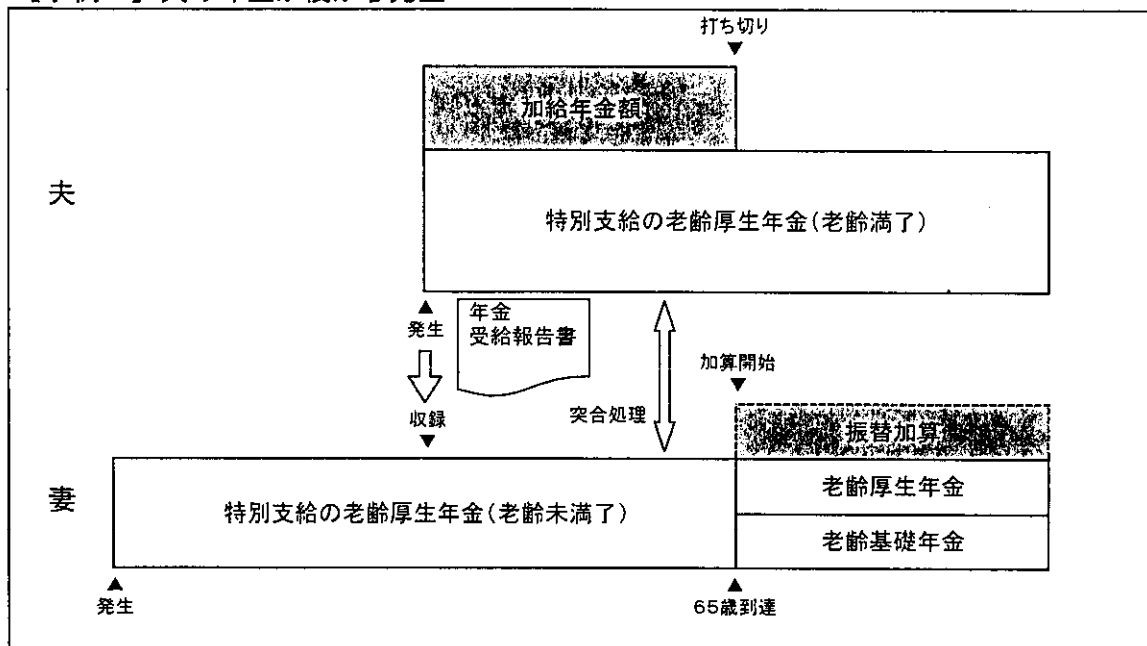 打ち切り
▼
加給年金額
夫
特別支給の老齢厚生年金(老齢満了)
▲
発生
年金
受給報告書
収録
▼
突合処理
加算開始
▼
振替加算
妻
特別支給の老齢厚生年金(老齢未満了)
老齢厚生年金
老齢基礎年金
▲
発生
▲
65歳到達